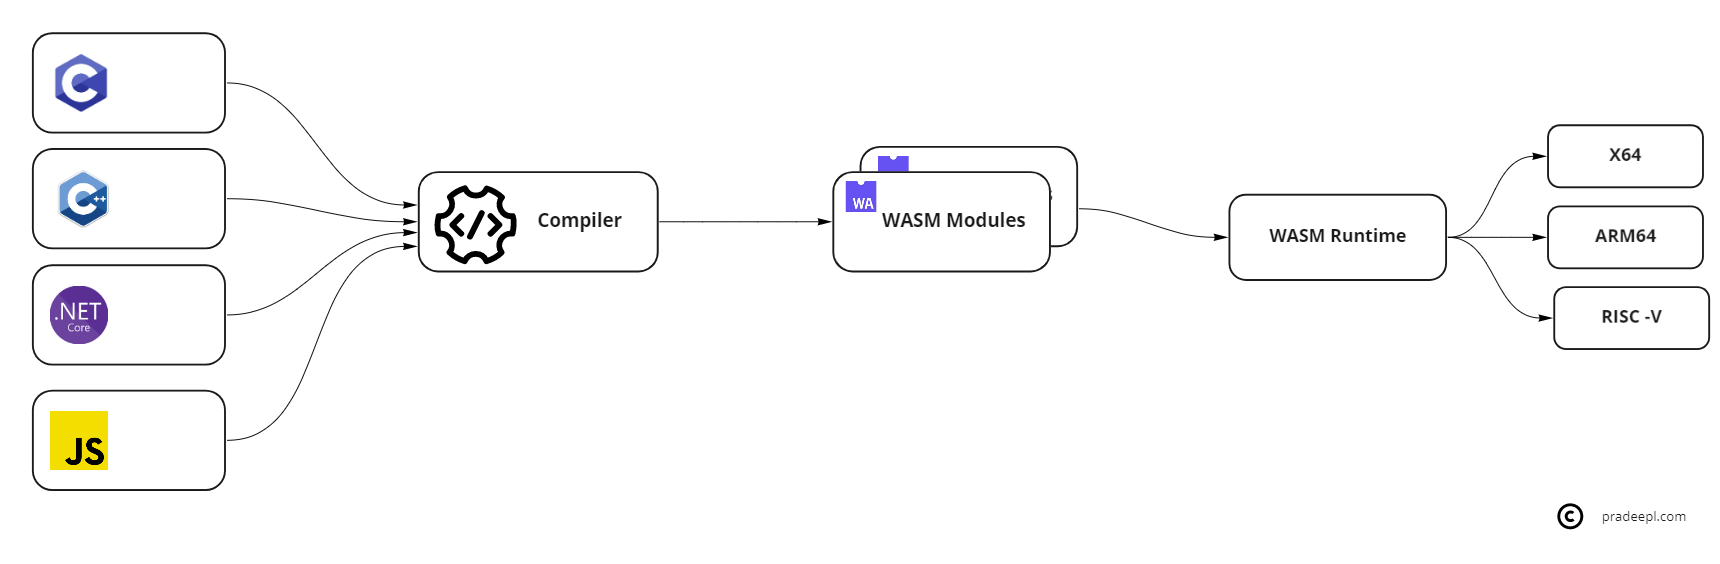 C
C
++
.NET
Core
JS
</>
Compiler
WA
WASM Modules
WASM Runtime
X64
ARM64
RISC -V
© pradeepl.com